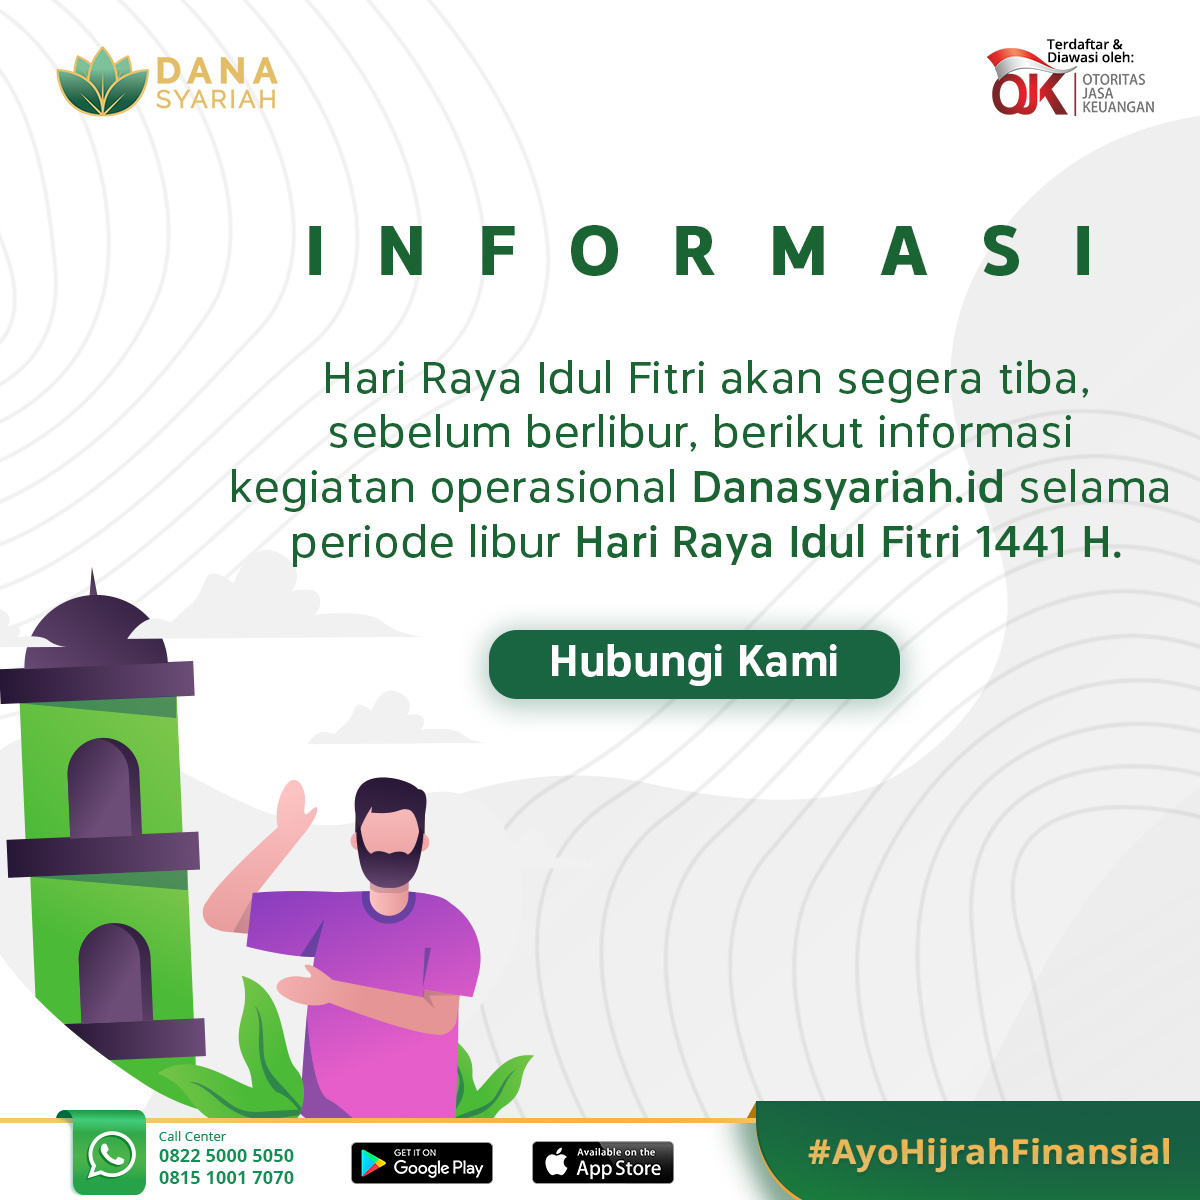 DANA
SYARIAH
Terdaftar &
Diawasi oleh:
OJK
OTORITAS
JASA
KEUANGAN
INFORMASI
Hari Raya Idul Fitri akan segera tiba,
sebelum berlibur, berikut informasi
kegiatan operasional Danasyariah.id selama
periode libur Hari Raya Idul Fitri 1441 H.
Hubungi Kami
Call Center
0822 5000 5050
0815 1001 7070
GET IT ON
Google Play
Available on the
App Store
#AyoHijrahFinansial